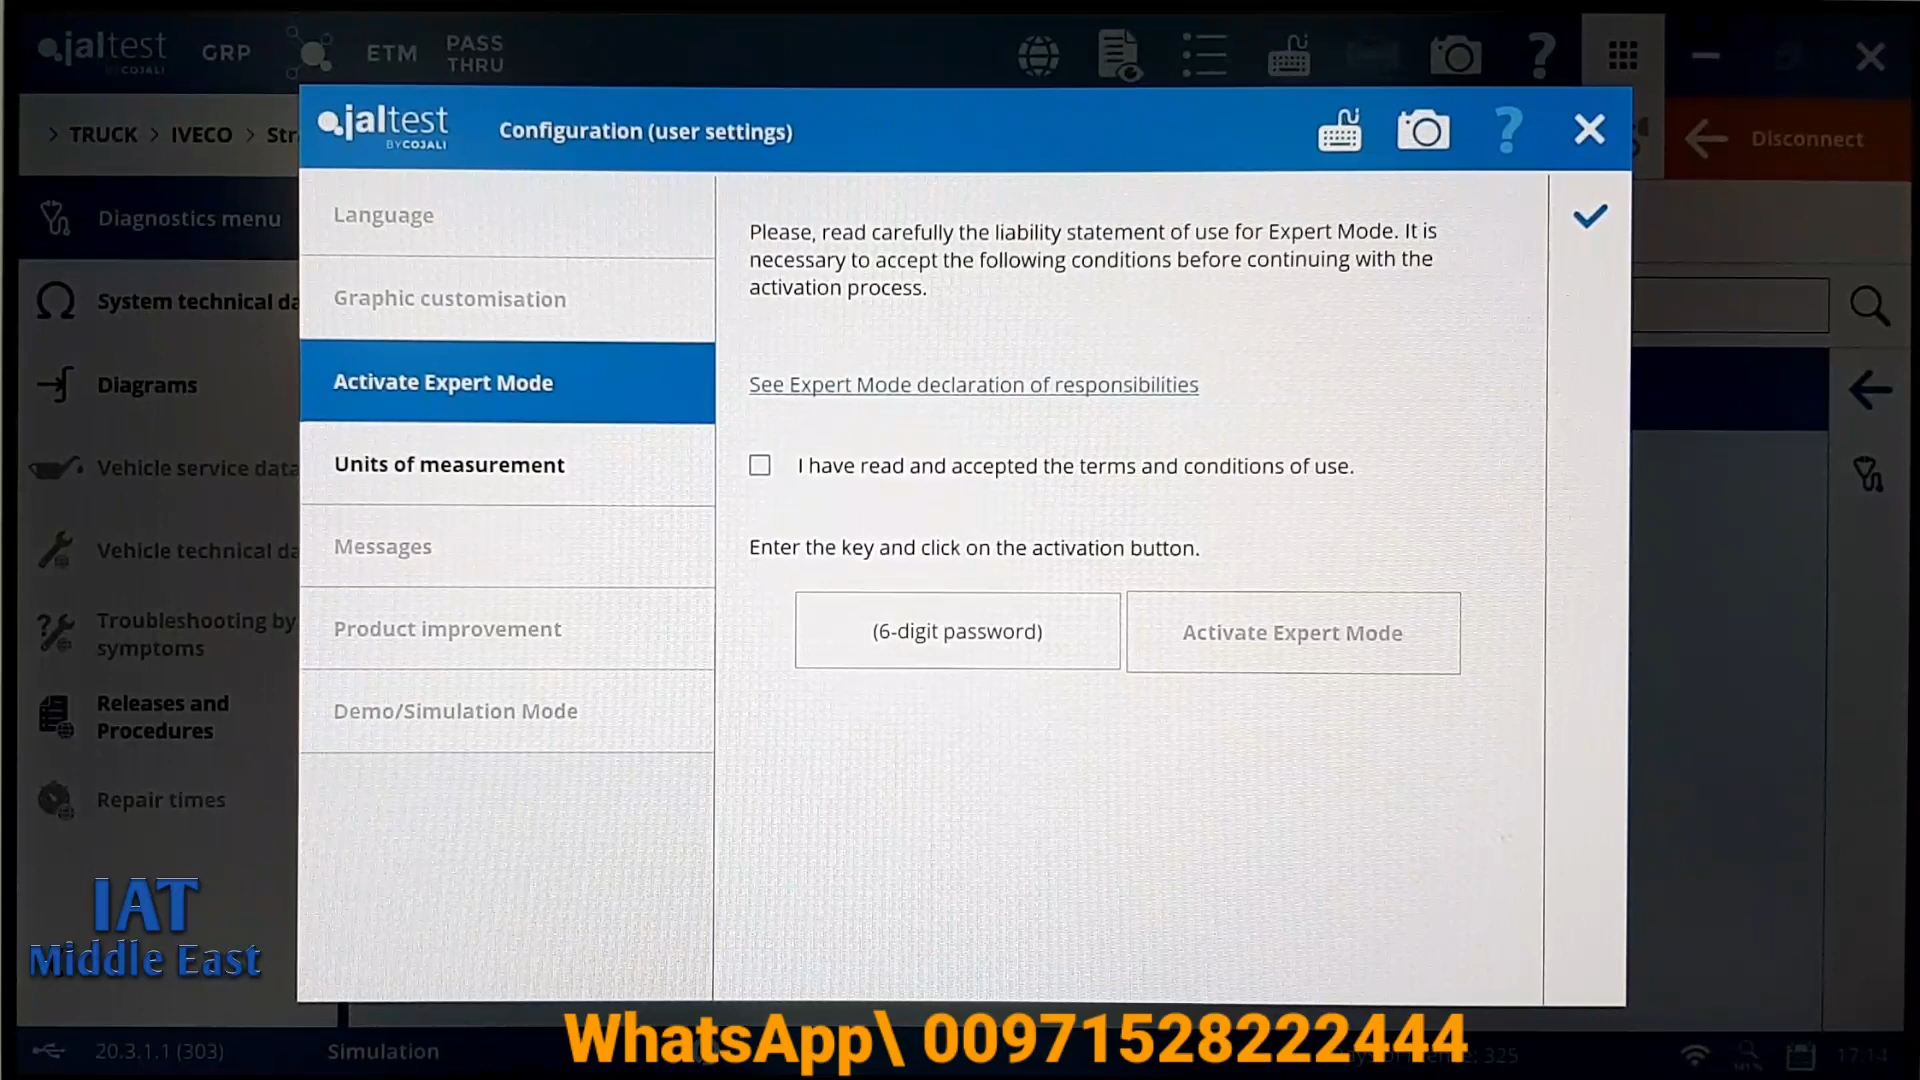 jaltest
BY COJALI
GRP
ETM
PASS
THRU
> TRUCK > IVECO > Str
Disconnect
Diagnostics menu
System technical da
Diagrams
Vehicle service data
Vehicle technical da
Troubleshooting by
symptoms
Releases and
Procedures
Repair times
jaltest
BY COJALI
Configuration (user settings)
Language
Graphic customisation
Activate Expert Mode
Units of measurement
Messages
Product improvement
Demo/Simulation Mode
Please, read carefully the liability statement of use for Expert Mode. It is
necessary to accept the following conditions before continuing with the
activation process.
See Expert Mode declaration of responsibilities
I have read and accepted the terms and conditions of use.
Enter the key and click on the activation button.
(6-digit password)
Activate Expert Mode
IAT
Middle East
WhatsApp\ 00971528222444
20.3.1.1 (303)
Simulation
325
17:14